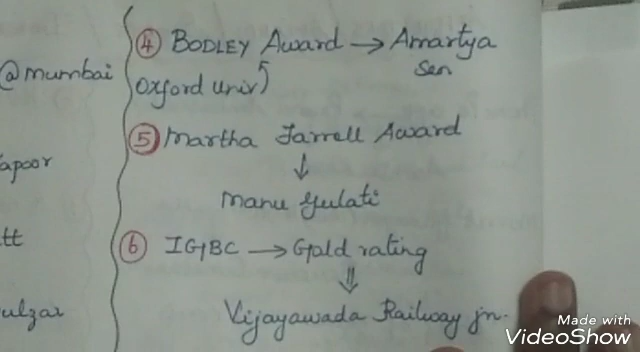 ④ BODLEY Award → Amartya
Sen
@mumbai
Oxford univ
⑤ Martha Farrell Award
↓
apoor
Manu Gulati
tt
⑥ IGBC → Gold rating
⇓
ulzar
Vijayawada Railway jn.
Made with
VideoShow